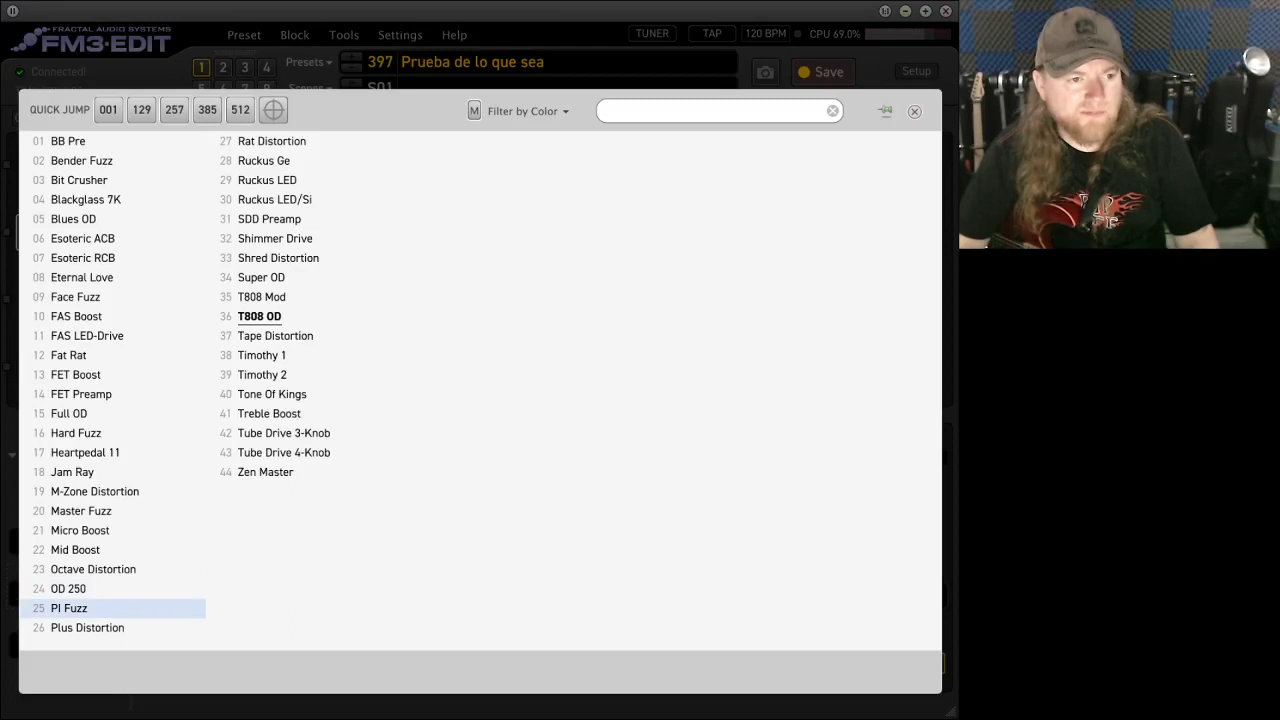 FRACTAL AUDIO SYSTEMS
FM3-EDIT
Preset Block Tools Settings Help
TUNER TAP 120 BPM CPU 69.0%
Connected!
1 2 3 4
Presets
397 Prueba de lo que sea
Save
Setup
Scenes
QUICK JUMP 001 129 257 385 512
M Filter by Color
01 BB Pre
02 Bender Fuzz
03 Bit Crusher
04 Blackglass 7K
05 Blues OD
06 Esoteric ACB
07 Esoteric RCB
08 Eternal Love
09 Face Fuzz
10 FAS Boost
11 FAS LED-Drive
12 Fat Rat
13 FET Boost
14 FET Preamp
15 Full OD
16 Hard Fuzz
17 Heartpedal 11
18 Jam Ray
19 M-Zone Distortion
20 Master Fuzz
21 Micro Boost
22 Mid Boost
23 Octave Distortion
24 OD 250
25 PI Fuzz
26 Plus Distortion
27 Rat Distortion
28 Ruckus Ge
29 Ruckus LED
30 Ruckus LED/Si
31 SDD Preamp
32 Shimmer Drive
33 Shred Distortion
34 Super OD
35 T808 Mod
36 T808 OD
37 Tape Distortion
38 Timothy 1
39 Timothy 2
40 Tone Of Kings
41 Treble Boost
42 Tube Drive 3-Knob
43 Tube Drive 4-Knob
44 Zen Master